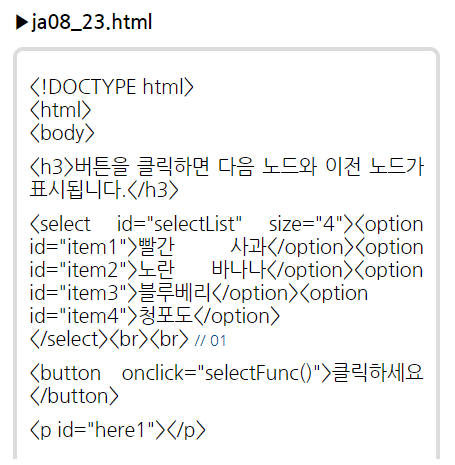 ▶ja08_23.html
<!DOCTYPE html>
<html>
<body>
<h3>버튼을 클릭하면 다음 노드와 이전 노드가
표시됩니다.</h3>
<select id="selectList" size="4"><option
id="item1">빨간 사과</option><option
id="item2">노란 바나나</option><option
id="item3">블루베리</option><option
id="item4">청포도</option>
</select><br><br> // 01
<button onclick="selectFunc()">클릭하세요
</button>
<p id="here1"></p>